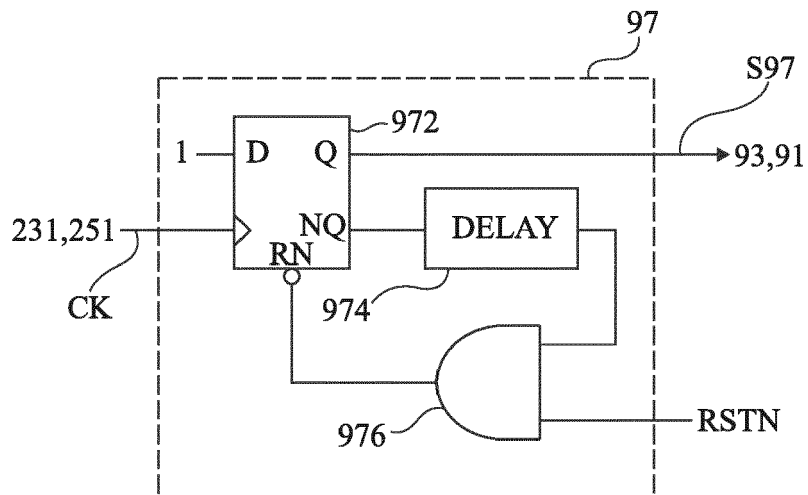 97
S97
972
1
D
Q
93,91
231,251
NQ
DELAY
RN
CK
974
976
RSTN